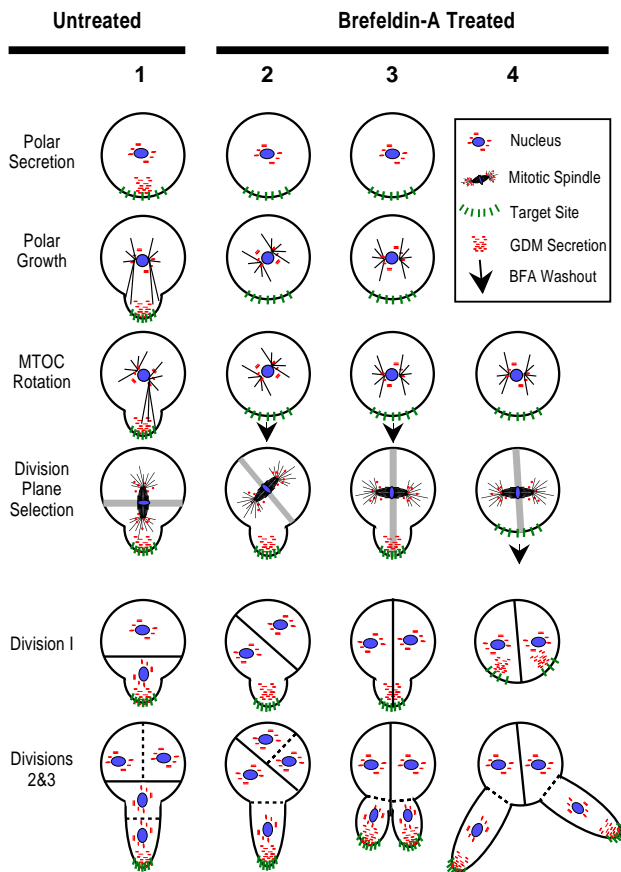 Untreated
Brefeldin-A Treated
1
2
3
4
Polar
Secretion
Nucleus
Mitotic Spindle
Target Site
GDM Secretion
BFA Washout
Polar
Growth
MTOC
Rotation
Division
Plane
Selection
Division I
Divisions
2&3